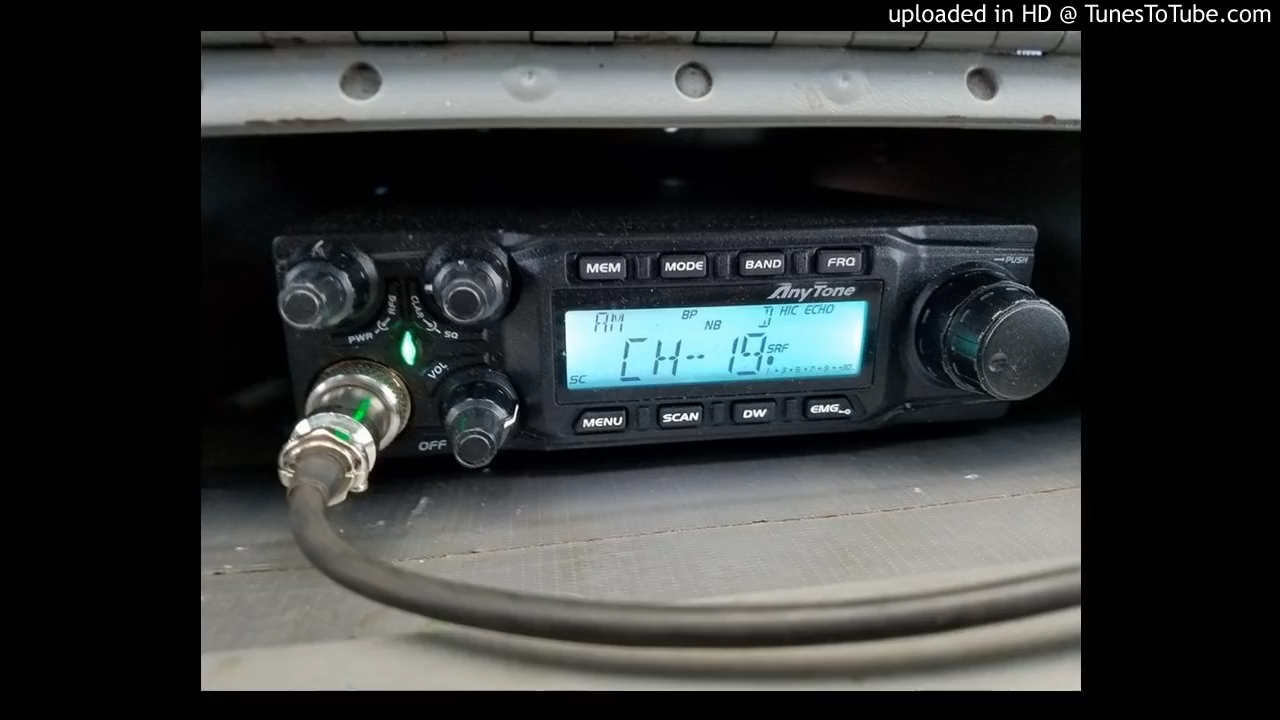 uploaded in HD @ TunesToTube.com
PUSH
MEM MODE BAND FRQ
AnyTone
AM BP NB HIC ECHO
CH-19 SRF
SC
PWR RFG CLAR SQ
VOL
OFF
MENU SCAN DW EMG